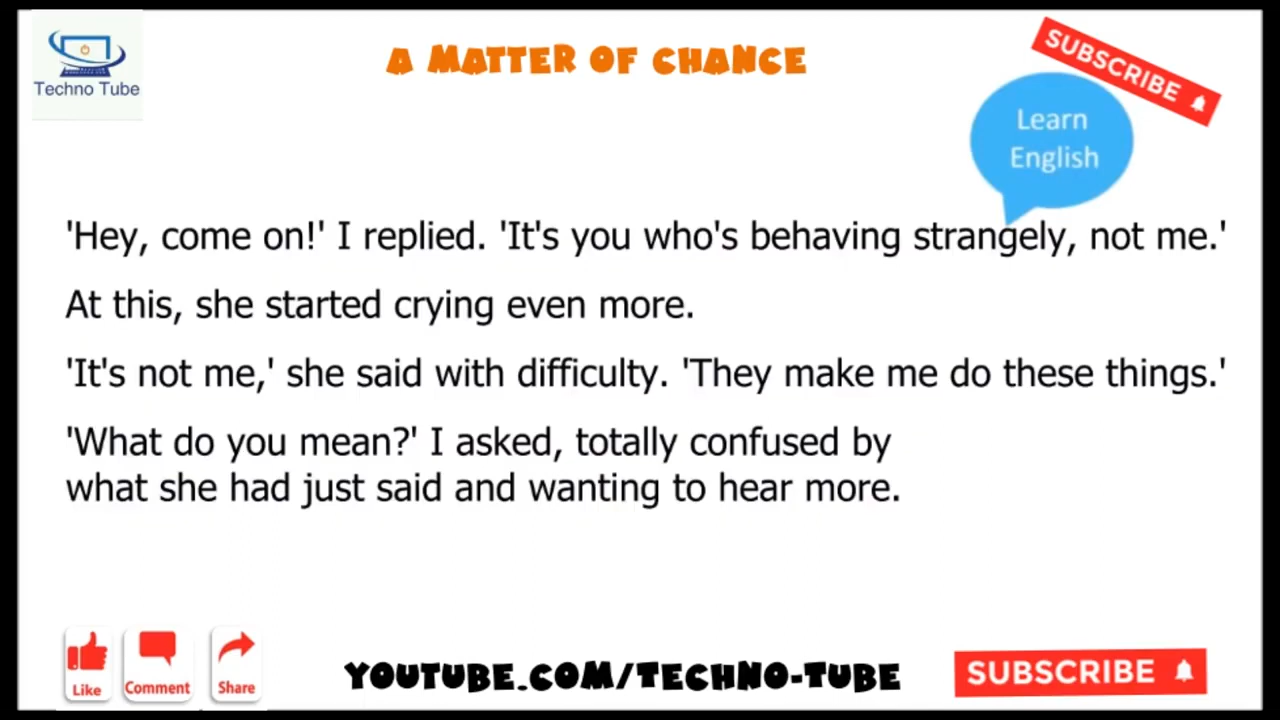 Techno Tube
A MATTER OF CHANCE
SUBSCRIBE
Learn
English
'Hey, come on!' I replied. 'It's you who's behaving strangely, not me.'
At this, she started crying even more.
'It's not me,' she said with difficulty. 'They make me do these things.'
'What do you mean?' I asked, totally confused by
what she had just said and wanting to hear more.
Like
Comment
Share
YOUTUBE.COM/TECHNO-TUBE
SUBSCRIBE